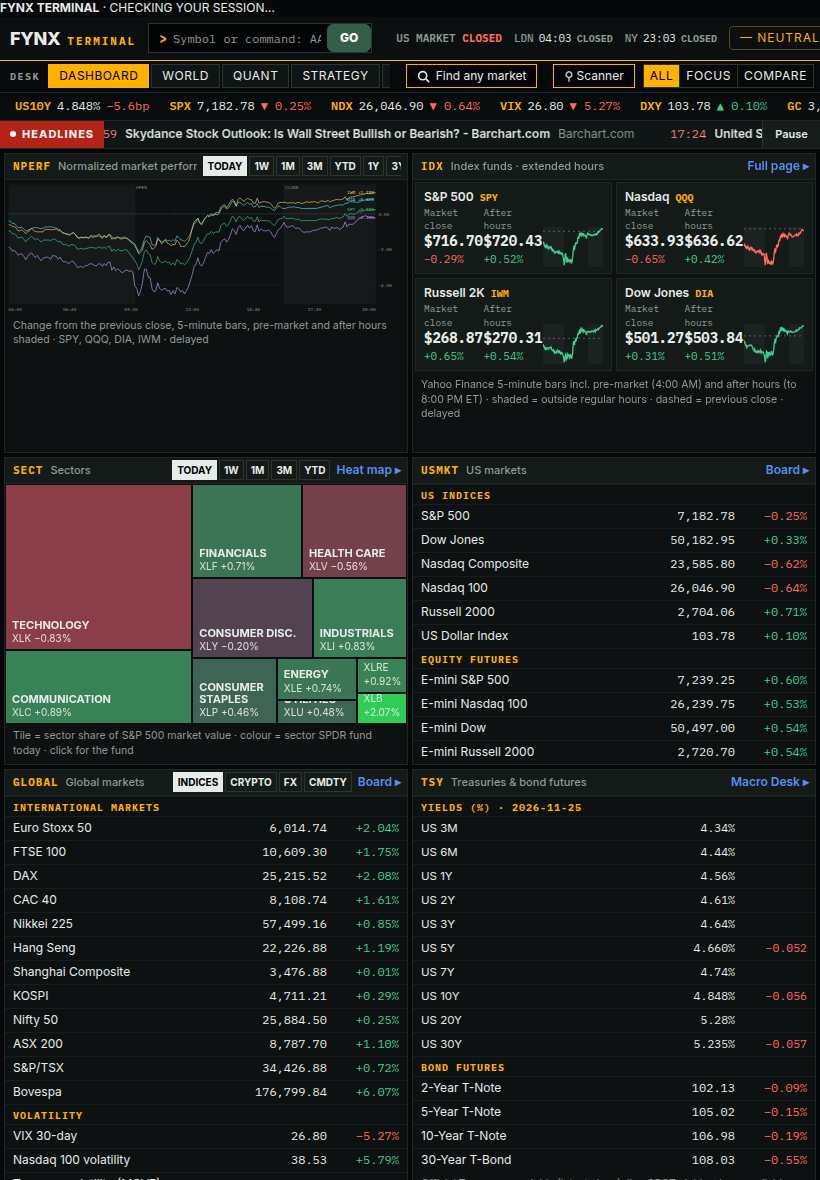 FYNX TERMINAL · CHECKING YOUR SESSION...
FYNX TERMINAL
> Symbol or command: AA
GO
US MARKET CLOSED LDN 04:03 CLOSED NY 23:03 CLOSED
— NEUTRAL
DESK DASHBOARD WORLD QUANT STRATEGY
Find any market
Scanner
ALL FOCUS COMPARE
US10Y 4.848% −5.6bp SPX 7,182.78 ▼ 0.25% NDX 26,046.90 ▼ 0.64% VIX 26.80 ▼ 5.27% DXY 103.78 ▲ 0.10% GC 3,
HEADLINES
59 Skydance Stock Outlook: Is Wall Street Bullish or Bearish? - Barchart.com Barchart.com 17:24 United S
Pause
NPERF Normalized market perforr TODAY 1W 1M 3M YTD 1Y 3Y
Change from the previous close, 5-minute bars, pre-market and after hours
shaded · SPY, QQQ, DIA, IWM · delayed
IDX Index funds · extended hours Full page ▸
S&P 500 SPY
Market close After hours
$716.70 $720.43
−0.29% +0.52%
Nasdaq QQQ
Market close After hours
$633.93 $636.62
−0.65% +0.42%
Russell 2K IWM
Market close After hours
$268.87 $270.31
+0.65% +0.54%
Dow Jones DIA
Market close After hours
$501.27 $503.84
+0.31% +0.51%
Yahoo Finance 5-minute bars incl. pre-market (4:00 AM) and after hours (to
8:00 PM ET) · shaded = outside regular hours · dashed = previous close ·
delayed
SECT Sectors TODAY 1W 1M 3M YTD Heat map ▸
TECHNOLOGY
XLK −0.83%
COMMUNICATION
XLC +0.89%
FINANCIALS
XLF +0.71%
HEALTH CARE
XLV −0.56%
CONSUMER DISC.
XLY −0.20%
INDUSTRIALS
XLI +0.83%
CONSUMER
STAPLES
XLP +0.46%
ENERGY
XLE +0.74%
XLU +0.48%
XLRE
+0.92%
XLB
+2.07%
Tile = sector share of S&P 500 market value · colour = sector SPDR fund
today · click for the fund
USMKT US markets Board ▸
US INDICES
S&P 500 7,182.78 −0.25%
Dow Jones 50,182.95 +0.33%
Nasdaq Composite 23,585.80 −0.62%
Nasdaq 100 26,046.90 −0.64%
Russell 2000 2,704.06 +0.71%
US Dollar Index 103.78 +0.10%
EQUITY FUTURES
E-mini S&P 500 7,239.25 +0.60%
E-mini Nasdaq 100 26,239.75 +0.53%
E-mini Dow 50,497.00 +0.54%
E-mini Russell 2000 2,720.70 +0.54%
GLOBAL Global markets INDICES CRYPTO FX CMDTY Board ▸
INTERNATIONAL MARKETS
Euro Stoxx 50 6,014.74 +2.04%
FTSE 100 10,609.30 +1.75%
DAX 25,215.52 +2.08%
CAC 40 8,108.74 +1.61%
Nikkei 225 57,499.16 +0.85%
Hang Seng 22,226.88 +1.19%
Shanghai Composite 3,476.88 +0.01%
KOSPI 4,711.21 +0.29%
Nifty 50 25,884.50 +0.25%
ASX 200 8,787.70 +1.10%
S&P/TSX 34,426.88 +0.72%
Bovespa 176,799.84 +6.07%
VOLATILITY
VIX 30-day 26.80 −5.27%
Nasdaq 100 volatility 38.53 +5.79%
TSY Treasuries & bond futures Macro Desk ▸
YIELDS (%) · 2026-11-25
US 3M 4.34%
US 6M 4.44%
US 1Y 4.56%
US 2Y 4.61%
US 3Y 4.64%
US 5Y 4.660% −0.052
US 7Y 4.74%
US 10Y 4.848% −0.056
US 20Y 5.28%
US 30Y 5.235% −0.057
BOND FUTURES
2-Year T-Note 102.13 −0.09%
5-Year T-Note 105.02 −0.15%
10-Year T-Note 106.98 −0.19%
30-Year T-Bond 108.03 −0.55%